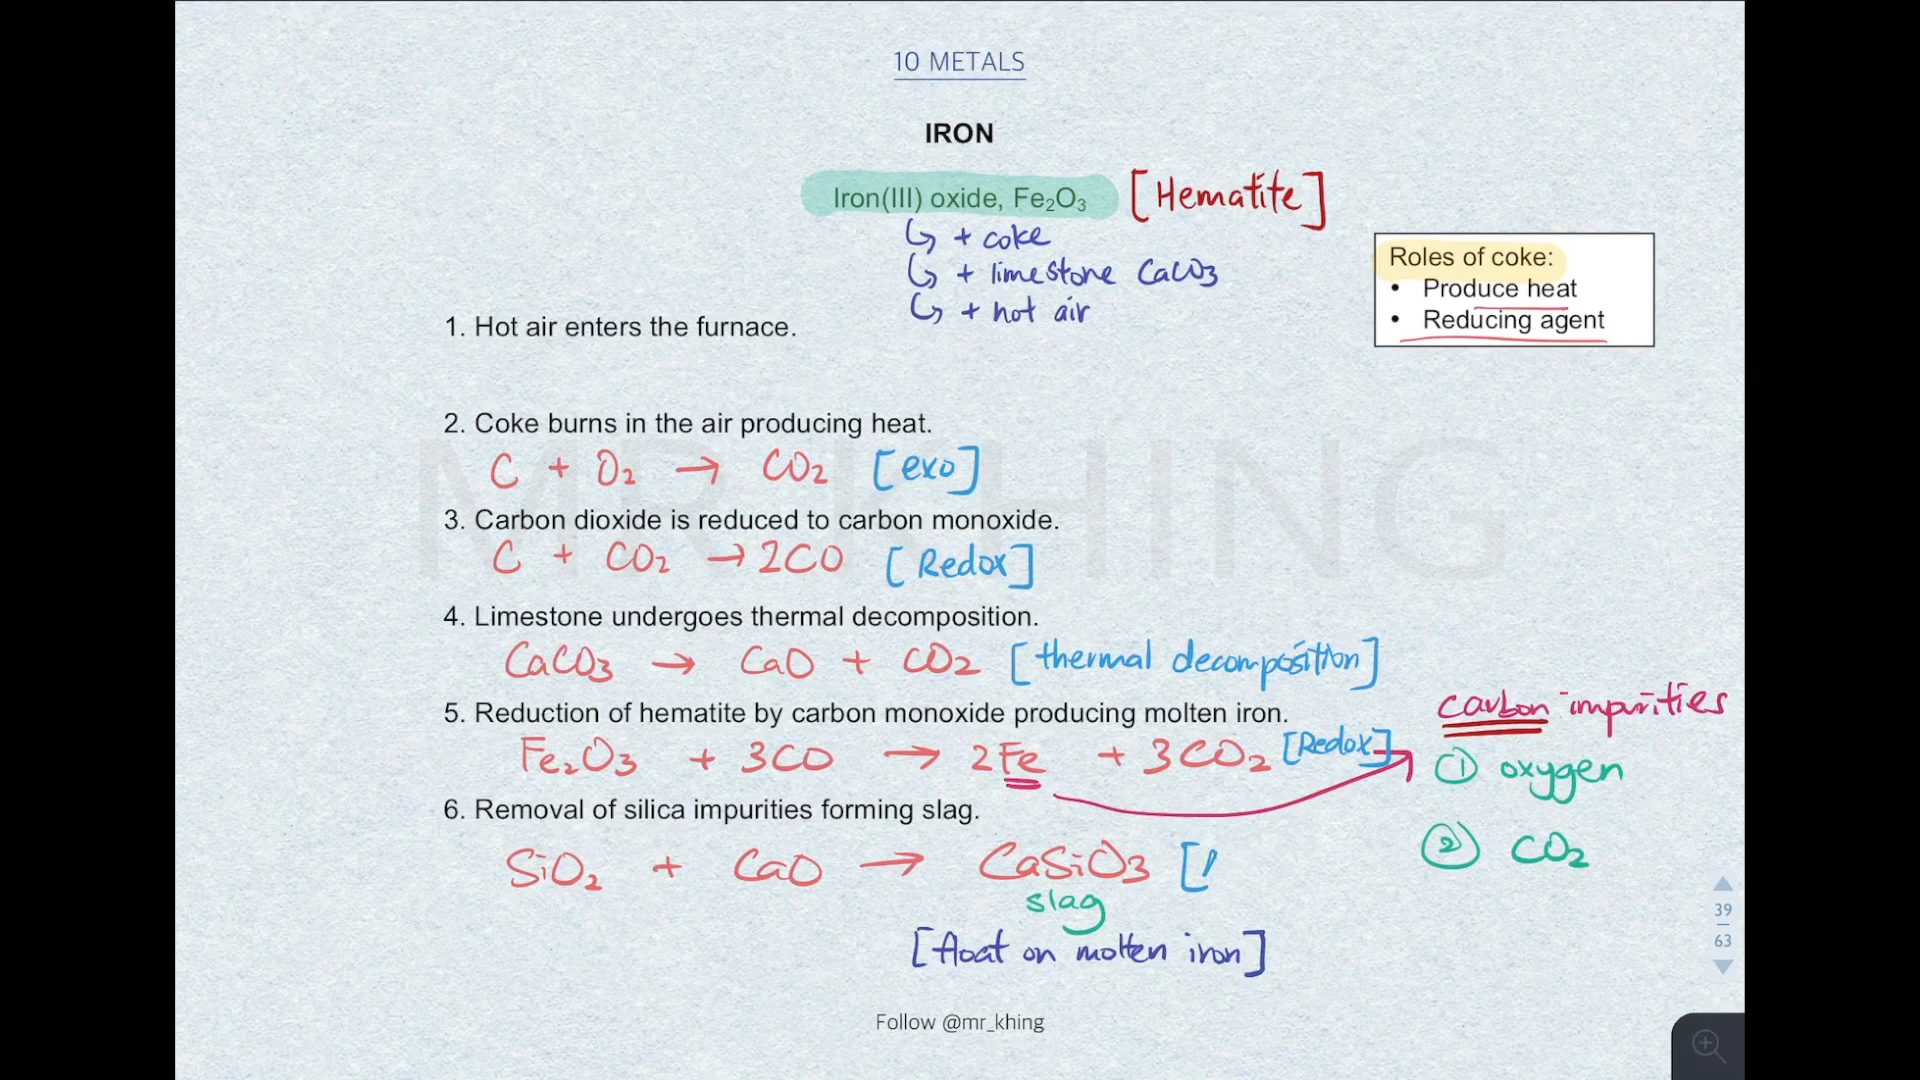 10 METALS
IRON
Iron(III) oxide, Fe₂O₃ [Hematite]
↳ + coke
↳ + limestone CaCO₃
↳ + hot air
Roles of coke:
• Produce heat
• Reducing agent
1. Hot air enters the furnace.
2. Coke burns in the air producing heat.
C + O₂ → CO₂ [exo]
3. Carbon dioxide is reduced to carbon monoxide.
C + CO₂ → 2CO [Redox]
4. Limestone undergoes thermal decomposition.
CaCO₃ → CaO + CO₂ [thermal decomposition]
5. Reduction of hematite by carbon monoxide producing molten iron.
Fe₂O₃ + 3CO → 2Fe + 3CO₂ [Redox]
carbon impurities
① oxygen
② CO₂
6. Removal of silica impurities forming slag.
SiO₂ + CaO → CaSiO₃ [
slag
[float on molten iron]
MR KHING
39
63
Follow @mr_khing